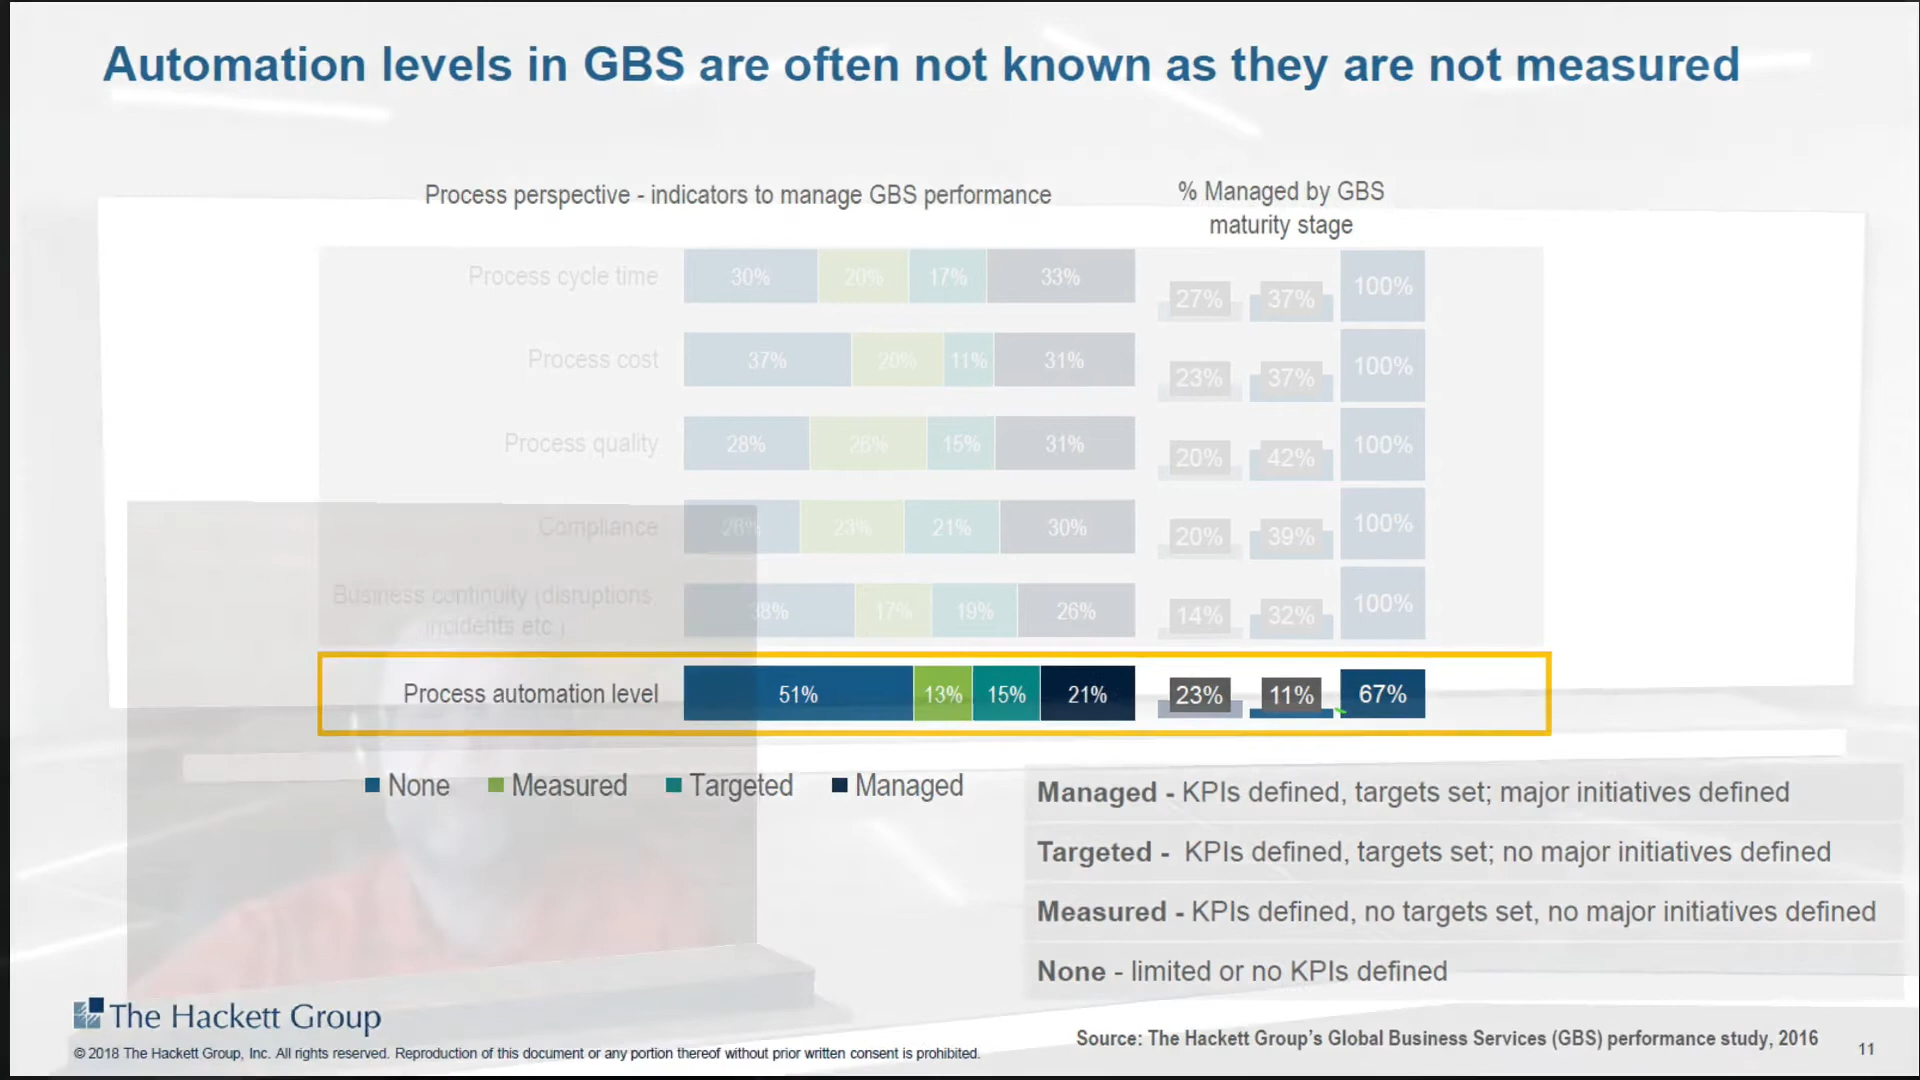 Automation levels in GBS are often not known as they are not measured
Process perspective - indicators to manage GBS performance
% Managed by GBS
maturity stage
Process cycle time 30% 20% 17% 33% 27% 37% 100%
Process cost 37% 20% 11% 31% 23% 37% 100%
Process quality 28% 26% 15% 31% 20% 42% 100%
Compliance 26% 23% 21% 30% 20% 39% 100%
Business continuity (disruptions,
incidents etc.)
38% 17% 19% 26% 14% 32% 100%
Process automation level 51% 13% 15% 21% 23% 11% 67%
None Measured Targeted Managed
Managed - KPIs defined, targets set; major initiatives defined
Targeted - KPIs defined, targets set; no major initiatives defined
Measured - KPIs defined, no targets set, no major initiatives defined
None - limited or no KPIs defined
The Hackett Group
© 2018 The Hackett Group, Inc. All rights reserved. Reproduction of this document or any portion thereof without prior written consent is prohibited.
Source: The Hackett Group's Global Business Services (GBS) performance study, 2016
11